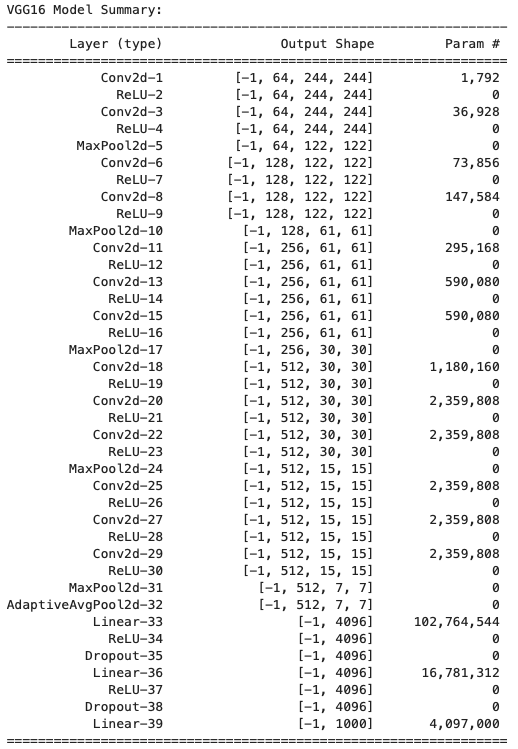 VGG16 Model Summary:
----------------------------------------------------------------
Layer (type) Output Shape Param #
================================================================
Conv2d-1 [-1, 64, 244, 244] 1,792
ReLU-2 [-1, 64, 244, 244] 0
Conv2d-3 [-1, 64, 244, 244] 36,928
ReLU-4 [-1, 64, 244, 244] 0
MaxPool2d-5 [-1, 64, 122, 122] 0
Conv2d-6 [-1, 128, 122, 122] 73,856
ReLU-7 [-1, 128, 122, 122] 0
Conv2d-8 [-1, 128, 122, 122] 147,584
ReLU-9 [-1, 128, 122, 122] 0
MaxPool2d-10 [-1, 128, 61, 61] 0
Conv2d-11 [-1, 256, 61, 61] 295,168
ReLU-12 [-1, 256, 61, 61] 0
Conv2d-13 [-1, 256, 61, 61] 590,080
ReLU-14 [-1, 256, 61, 61] 0
Conv2d-15 [-1, 256, 61, 61] 590,080
ReLU-16 [-1, 256, 61, 61] 0
MaxPool2d-17 [-1, 256, 30, 30] 0
Conv2d-18 [-1, 512, 30, 30] 1,180,160
ReLU-19 [-1, 512, 30, 30] 0
Conv2d-20 [-1, 512, 30, 30] 2,359,808
ReLU-21 [-1, 512, 30, 30] 0
Conv2d-22 [-1, 512, 30, 30] 2,359,808
ReLU-23 [-1, 512, 30, 30] 0
MaxPool2d-24 [-1, 512, 15, 15] 0
Conv2d-25 [-1, 512, 15, 15] 2,359,808
ReLU-26 [-1, 512, 15, 15] 0
Conv2d-27 [-1, 512, 15, 15] 2,359,808
ReLU-28 [-1, 512, 15, 15] 0
Conv2d-29 [-1, 512, 15, 15] 2,359,808
ReLU-30 [-1, 512, 15, 15] 0
MaxPool2d-31 [-1, 512, 7, 7] 0
AdaptiveAvgPool2d-32 [-1, 512, 7, 7] 0
Linear-33 [-1, 4096] 102,764,544
ReLU-34 [-1, 4096] 0
Dropout-35 [-1, 4096] 0
Linear-36 [-1, 4096] 16,781,312
ReLU-37 [-1, 4096] 0
Dropout-38 [-1, 4096] 0
Linear-39 [-1, 1000] 4,097,000
================================================================